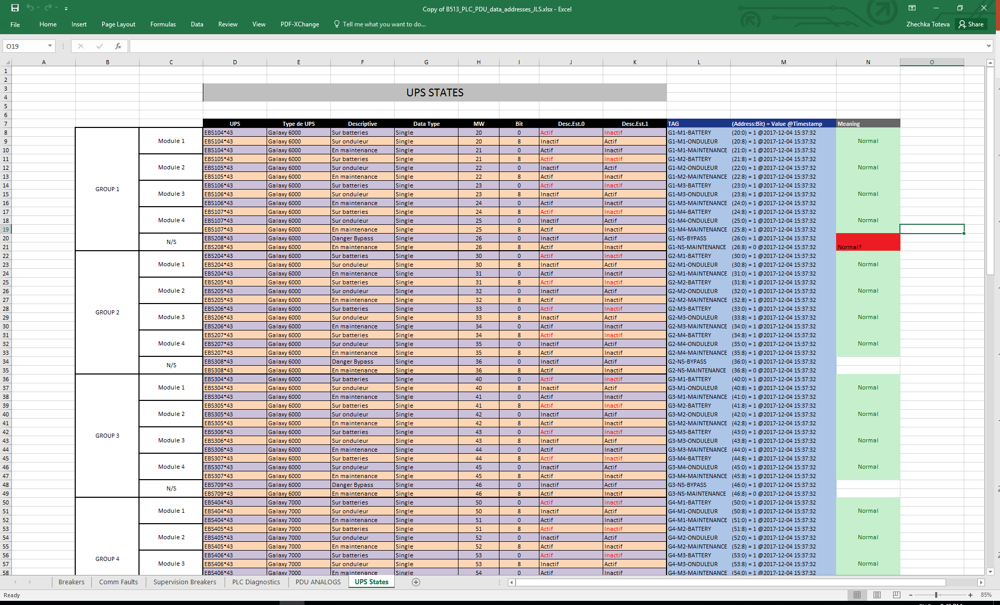 Copy of B513_PLC_PDU_data_addresses_JLS.xlsx - Excel
File Home Insert Page Layout Formulas Data Review View PDF-XChange Tell me what you want to do... Zhechka Toteva Share
O19 fx
A B C D E F G H I J K L M N O
1
2
3
UPS STATES
4
5
6
7 UPS Type de UPS Descriptive Data Type MW Bit Desc.Est.0 Desc.Est.1 TAG (Address:Bit) = Value @Timestamp Meaning
8 EBS104*43 Galaxy 6000 Sur batteries Single 20 0 Actif Inactif G1-M1-BATTERY (20:0) = 1 @2017-12-04 15:37:32
9 Module 1 EBS104*43 Galaxy 6000 Sur onduleur Single 20 8 Inactif Actif G1-M1-ONDULEUR (20:8) = 1 @2017-12-04 15:37:32 Normal
10 EBS104*43 Galaxy 6000 En maintenance Single 21 0 Actif Inactif G1-M1-MAINTENANCE (21:0) = 1 @2017-12-04 15:37:32
11 EBS105*43 Galaxy 6000 Sur batteries Single 21 8 Actif Inactif G1-M2-BATTERY (21:8) = 1 @2017-12-04 15:37:32
12 Module 2 EBS105*43 Galaxy 6000 Sur onduleur Single 22 0 Inactif Actif G1-M2-ONDULEUR (22:0) = 1 @2017-12-04 15:37:32 Normal
13 EBS105*43 Galaxy 6000 En maintenance Single 22 8 Actif Inactif G1-M2-MAINTENANCE (22:8) = 1 @2017-12-04 15:37:32
14 EBS106*43 Galaxy 6000 Sur batteries Single 23 0 Actif Inactif G1-M3-BATTERY (23:0) = 1 @2017-12-04 15:37:32
15 GROUP 1 Module 3 EBS106*43 Galaxy 6000 Sur onduleur Single 23 8 Inactif Actif G1-M3-ONDULEUR (23:8) = 1 @2017-12-04 15:37:32 Normal
16 EBS106*43 Galaxy 6000 En maintenance Single 24 0 Actif Inactif G1-M3-MAINTENANCE (24:0) = 1 @2017-12-04 15:37:32
17 EBS107*43 Galaxy 6000 Sur batteries Single 24 8 Actif Inactif G1-M4-BATTERY (24:8) = 1 @2017-12-04 15:37:32
18 Module 4 EBS107*43 Galaxy 6000 Sur onduleur Single 25 0 Inactif Actif G1-M4-ONDULEUR (25:0) = 1 @2017-12-04 15:37:32 Normal
19 EBS107*43 Galaxy 6000 En maintenance Single 25 8 Actif Inactif G1-M4-MAINTENANCE (25:8) = 1 @2017-12-04 15:37:32
20 N/S EBS208*43 Galaxy 6000 Danger Bypass Single 26 0 Inactif Actif G1-NS-BYPASS (26:0) = 1 @2017-12-04 15:37:32
21 EBS208*43 Galaxy 6000 En maintenance Single 26 8 Actif Inactif G1-NS-MAINTENANCE (26:8) = 0 @2017-12-04 15:37:32 Normal?
22 EBS204*43 Galaxy 6000 Sur batteries Single 30 0 Actif Inactif G2-M1-BATTERY (30:0) = 1 @2017-12-04 15:37:32
23 Module 1 EBS204*43 Galaxy 6000 Sur onduleur Single 30 8 Inactif Actif G2-M1-ONDULEUR (30:8) = 1 @2017-12-04 15:37:32 Normal
24 EBS204*43 Galaxy 6000 En maintenance Single 31 0 Actif Inactif G2-M1-MAINTENANCE (31:0) = 1 @2017-12-04 15:37:32
25 EBS205*43 Galaxy 6000 Sur batteries Single 31 8 Actif Inactif G2-M2-BATTERY (31:8) = 1 @2017-12-04 15:37:32
26 Module 2 EBS205*43 Galaxy 6000 Sur onduleur Single 32 0 Inactif Actif G2-M2-ONDULEUR (32:0) = 1 @2017-12-04 15:37:32 Normal
27 EBS205*43 Galaxy 6000 En maintenance Single 32 8 Actif Inactif G2-M2-MAINTENANCE (32:8) = 1 @2017-12-04 15:37:32
28 EBS206*43 Galaxy 6000 Sur batteries Single 33 0 Actif Inactif G2-M3-BATTERY (33:0) = 1 @2017-12-04 15:37:32
29 GROUP 2 Module 3 EBS206*43 Galaxy 6000 Sur onduleur Single 33 8 Inactif Actif G2-M3-ONDULEUR (33:8) = 1 @2017-12-04 15:37:32 Normal
30 EBS206*43 Galaxy 6000 En maintenance Single 34 0 Actif Inactif G2-M3-MAINTENANCE (34:0) = 1 @2017-12-04 15:37:32
31 EBS207*43 Galaxy 6000 Sur batteries Single 34 8 Actif Inactif G2-M4-BATTERY (34:8) = 1 @2017-12-04 15:37:32
32 Module 4 EBS207*43 Galaxy 6000 Sur onduleur Single 35 0 Inactif Actif G2-M4-ONDULEUR (35:0) = 1 @2017-12-04 15:37:32 Normal
33 EBS207*43 Galaxy 6000 En maintenance Single 35 8 Actif Inactif G2-M4-MAINTENANCE (35:8) = 1 @2017-12-04 15:37:32
34 N/S EBS308*43 Galaxy 6000 Danger Bypass Single 36 0 Inactif Actif G2-NS-BYPASS (36:0) = 1 @2017-12-04 15:37:32
35 EBS308*43 Galaxy 6000 En maintenance Single 36 8 Actif Inactif G2-NS-MAINTENANCE (36:8) = 0 @2017-12-04 15:37:32
36 EBS304*43 Galaxy 6000 Sur batteries Single 40 0 Actif Inactif G3-M1-BATTERY (40:0) = 1 @2017-12-04 15:37:32
37 Module 1 EBS304*43 Galaxy 6000 Sur onduleur Single 40 8 Inactif Actif G3-M1-ONDULEUR (40:8) = 1 @2017-12-04 15:37:32 Normal
38 EBS304*43 Galaxy 6000 En maintenance Single 41 0 Actif Inactif G3-M1-MAINTENANCE (41:0) = 1 @2017-12-04 15:37:32
39 EBS305*43 Galaxy 6000 Sur batteries Single 41 8 Actif Inactif G3-M2-BATTERY (41:8) = 1 @2017-12-04 15:37:32
40 Module 2 EBS305*43 Galaxy 6000 Sur onduleur Single 42 0 Inactif Actif G3-M2-ONDULEUR (42:0) = 1 @2017-12-04 15:37:32 Normal
41 EBS305*43 Galaxy 6000 En maintenance Single 42 8 Actif Inactif G3-M2-MAINTENANCE (42:8) = 1 @2017-12-04 15:37:32
42 EBS306*43 Galaxy 6000 Sur batteries Single 43 0 Actif Inactif G3-M3-BATTERY (43:0) = 1 @2017-12-04 15:37:32
43 GROUP 3 Module 3 EBS306*43 Galaxy 6000 Sur onduleur Single 43 8 Inactif Actif G3-M3-ONDULEUR (43:8) = 1 @2017-12-04 15:37:32 Normal
44 EBS306*43 Galaxy 6000 En maintenance Single 44 0 Actif Inactif G3-M3-MAINTENANCE (44:0) = 1 @2017-12-04 15:37:32
45 EBS307*43 Galaxy 6000 Sur batteries Single 44 8 Actif Inactif G3-M4-BATTERY (44:8) = 1 @2017-12-04 15:37:32
46 Module 4 EBS307*43 Galaxy 6000 Sur onduleur Single 45 0 Inactif Actif G3-M4-ONDULEUR (45:0) = 1 @2017-12-04 15:37:32 Normal
47 EBS307*43 Galaxy 6000 En maintenance Single 45 8 Actif Inactif G3-M4-MAINTENANCE (45:8) = 1 @2017-12-04 15:37:32
48 N/S EBS709*43 Galaxy 6000 Danger Bypass Single 46 0 Inactif Actif G3-NS-BYPASS (46:0) = 1 @2017-12-04 15:37:32
49 EBS709*43 Galaxy 6000 En maintenance Single 46 8 Actif Inactif G3-NS-MAINTENANCE (46:8) = 0 @2017-12-04 15:37:32
50 EBS404*43 Galaxy 7000 Sur batteries Single 50 0 Actif Inactif G4-M1-BATTERY (50:0) = 1 @2017-12-04 15:37:32
51 Module 1 EBS404*43 Galaxy 7000 Sur onduleur Single 50 8 Inactif Actif G4-M1-ONDULEUR (50:8) = 1 @2017-12-04 15:37:32 Normal
52 EBS404*43 Galaxy 7000 En maintenance Single 51 0 Actif Inactif G4-M1-MAINTENANCE (51:0) = 1 @2017-12-04 15:37:32
53 EBS405*43 Galaxy 7000 Sur batteries Single 51 8 Actif Inactif G4-M2-BATTERY (51:8) = 1 @2017-12-04 15:37:32
54 Module 2 EBS405*43 Galaxy 7000 Sur onduleur Single 52 0 Inactif Actif G4-M2-ONDULEUR (52:0) = 1 @2017-12-04 15:37:32 Normal
55 EBS405*43 Galaxy 7000 En maintenance Single 52 8 Actif Inactif G4-M2-MAINTENANCE (52:8) = 1 @2017-12-04 15:37:32
56 GROUP 4 EBS406*43 Galaxy 7000 Sur batteries Single 53 0 Actif Inactif G4-M3-BATTERY (53:0) = 1 @2017-12-04 15:37:32
57 Module 3 EBS406*43 Galaxy 7000 Sur onduleur Single 53 8 Inactif Actif G4-M3-ONDULEUR (53:8) = 1 @2017-12-04 15:37:32 Normal
58 EBS406*43 Galaxy 7000 En maintenance Single 54 0 Actif Inactif G4-M3-MAINTENANCE (54:0) = 1 @2017-12-04 15:37:32
Breakers Comm Faults Supervision Breakers PLC Diagnostics PDU ANALOGS UPS States
Ready 85%